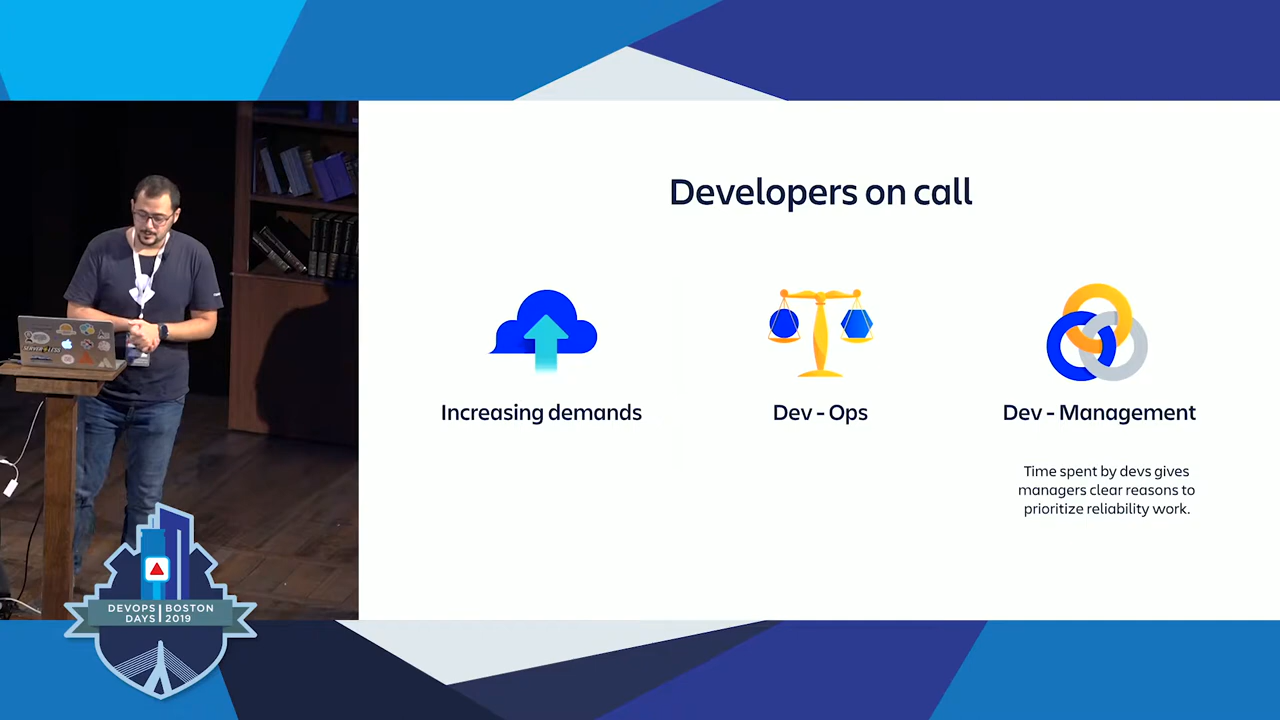 Developers on call
Increasing demands
Dev - Ops
Dev - Management
Time spent by devs gives
managers clear reasons to
prioritize reliability work.
SERVERLESS
DEVOPS BOSTON
DAYS 2019